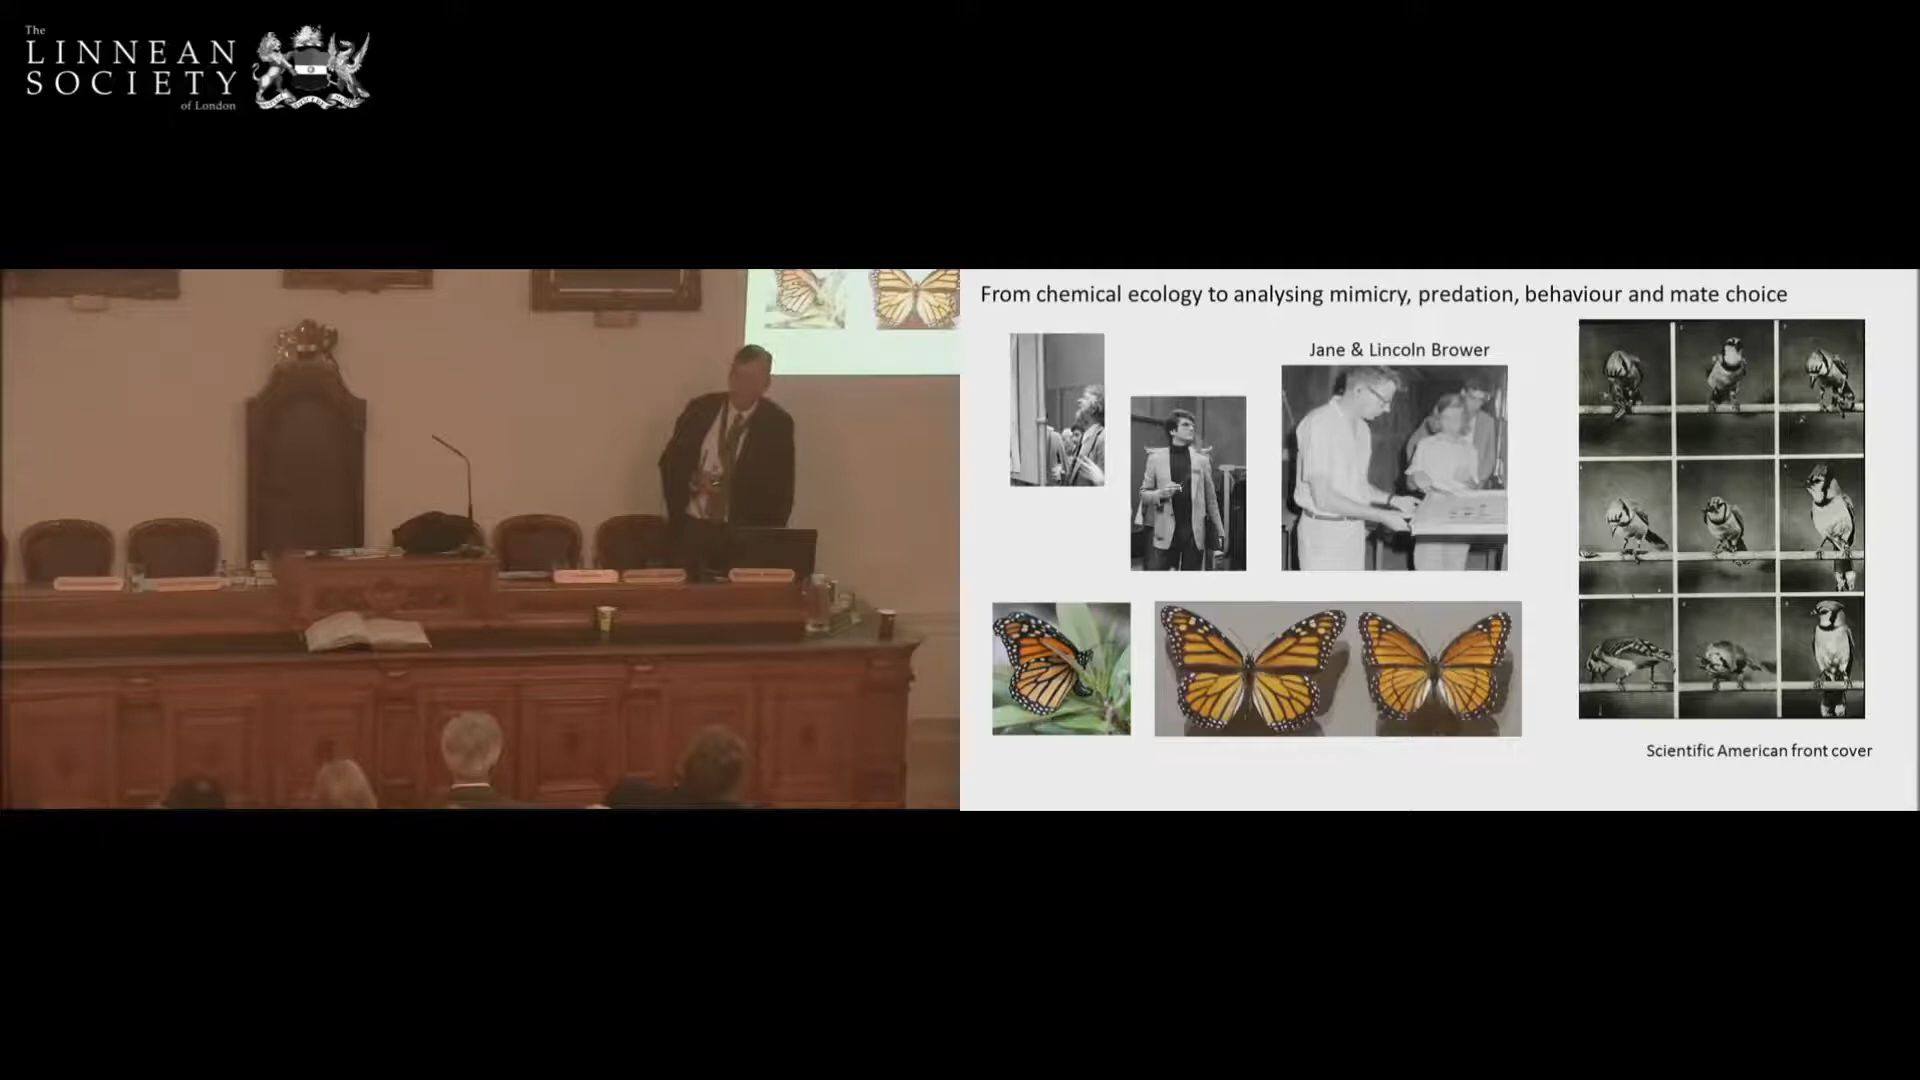 The
LINNEAN
SOCIETY
of London
From chemical ecology to analysing mimicry, predation, behaviour and mate choice
Jane & Lincoln Brower
Scientific American front cover